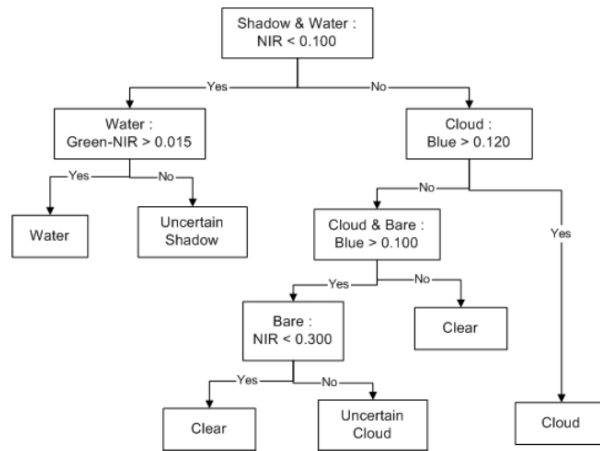 Shadow & Water :
NIR < 0.100
Yes
No
Water :
Green-NIR > 0.015
Cloud :
Blue > 0.120
Yes
No
No
Water
Uncertain
Shadow
Cloud & Bare :
Blue > 0.100
Yes
Yes
No
Bare :
NIR < 0.300
Clear
Yes
No
Clear
Uncertain
Cloud
Cloud